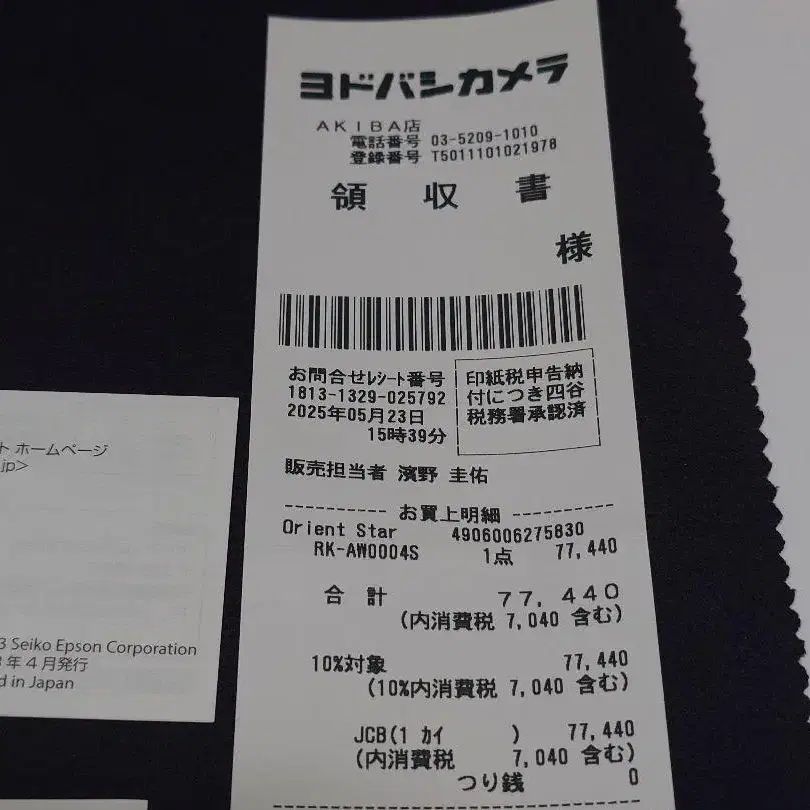 ヨドバシカメラ
AKIBA店
電話番号 03-5209-1010
登録番号 T5011101021978
領 収 書
様
お問合せﾚｼｰﾄ番号
1813-1329-025792
2025年05月23日
15時39分
印紙税申告納
付につき四谷
税務署承認済
販売担当者 濱野 圭佑
---------- お買上明細 ----------
Orient Star 4906006275830
RK-AW0004S 1点 77,440
合 計 77,440
(内消費税 7,040 含む)
10%対象 77,440
(10%内消費税 7,040 含む)
JCB(1 ｶｲ ) 77,440
(内消費税 7,040 含む)
つり銭 0
ト ホームページ
jp>
3 Seiko Epson Corporation
年 4 月発行
d in Japan